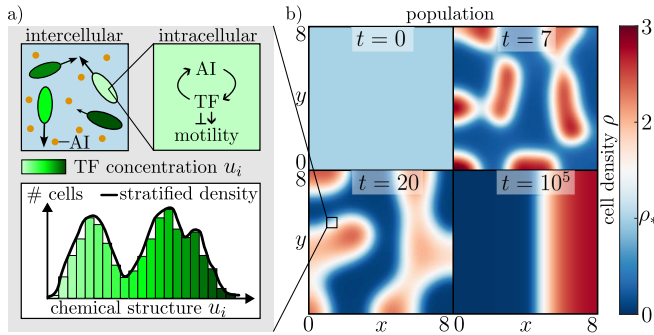 a)
intercellular
intracellular
AI
TF
motility
AI
TF concentration u_i
# cells
stratified density
chemical structure u_i
b)
population
8
t = 0
t = 7
y
0
8
t = 20
t = 10^5
y
0
x
8 0
x
8
3
2
ρ_*
0
cell density ρ